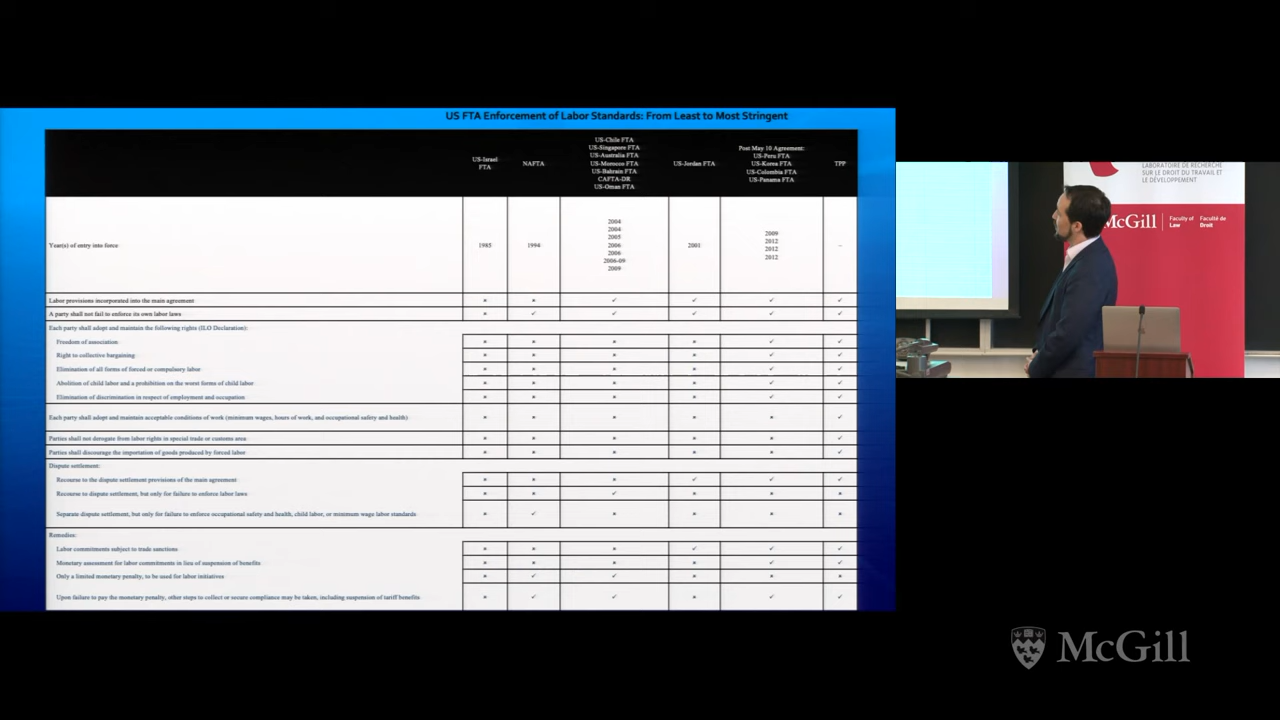 US FTA Enforcement of Labor Standards: From Least to Most Stringent
US-Israel
FTA
NAFTA
US-Chile FTA
US-Singapore FTA
US-Australia FTA
US-Morocco FTA
US-Bahrain FTA
CAFTA-DR
US-Oman FTA
US-Jordan FTA
Post May 10 Agreement:
US-Peru FTA
US-Korea FTA
US-Colombia FTA
US-Panama FTA
TPP
Year(s) of entry into force
1985
1994
2004
2004
2005
2006
2006
2006-09
2009
2001
2009
2012
2012
2012
-
Labor provisions incorporated into the main agreement
A party shall not fail to enforce its own labor laws
Each party shall adopt and maintain the following rights (ILO Declaration):
Freedom of association
Right to collective bargaining
Elimination of all forms of forced or compulsory labor
Abolition of child labor and a prohibition on the worst forms of child labor
Elimination of discrimination in respect of employment and occupation
Each party shall adopt and maintain acceptable conditions of work (minimum wages, hours of work, and occupational safety and health)
Parties shall not derogate from labor rights in special trade or customs area
Parties shall discourage the importation of goods produced by forced labor
Dispute settlement:
Recourse to the dispute settlement provisions of the main agreement
Recourse to dispute settlement, but only for failure to enforce labor laws
Separate dispute settlement, but only for failure to enforce occupational safety and health, child labor, or minimum wage labor standards
Remedies:
Labor commitments subject to trade sanctions
Monetary assessment for labor commitments in lieu of suspension of benefits
Only a limited monetary penalty, to be used for labor initiatives
Upon failure to pay the monetary penalty, other steps to collect or secure compliance may be taken, including suspension of tariff benefits
LABORATOIRE DE RECHERCHE
SUR LE DROIT DU TRAVAIL ET
LE DÉVELOPPEMENT
McGill
Faculty of
Law
Faculté de
Droit
McGill